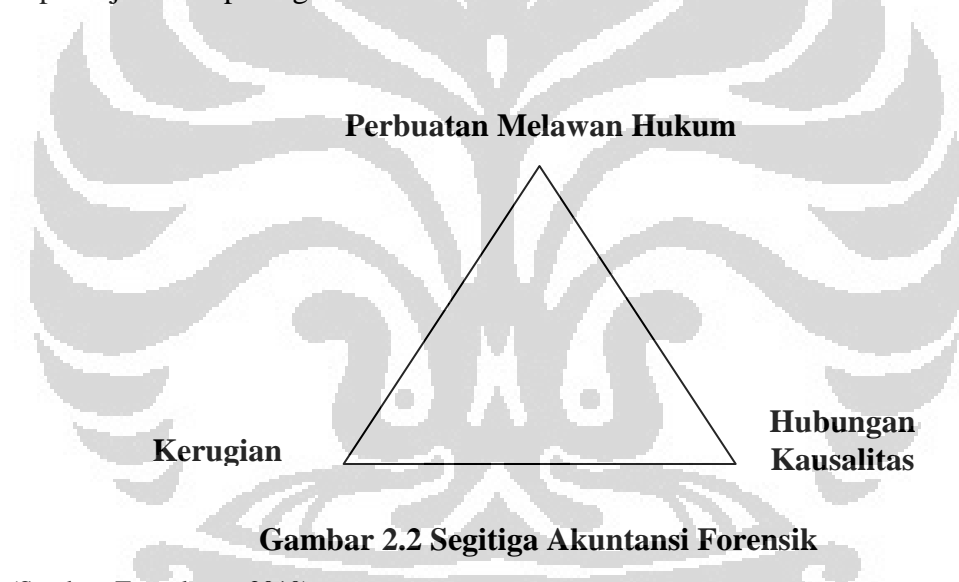 Perbuatan Melawan Hukum
Kerugian
Hubungan
Kausalitas
Gambar 2.2 Segitiga Akuntansi Forensik